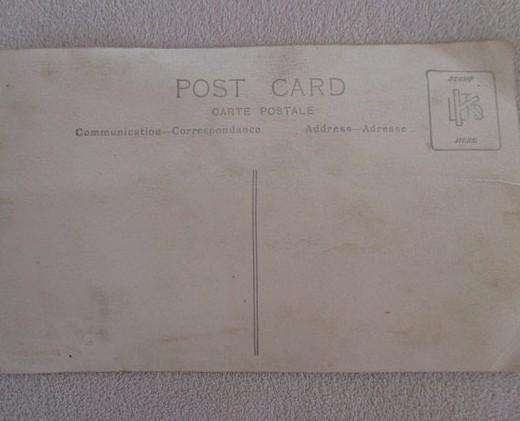 POST CARD
CARTE POSTALE
Communication—Correspondance
Address—Adresse
STAMP
HERE